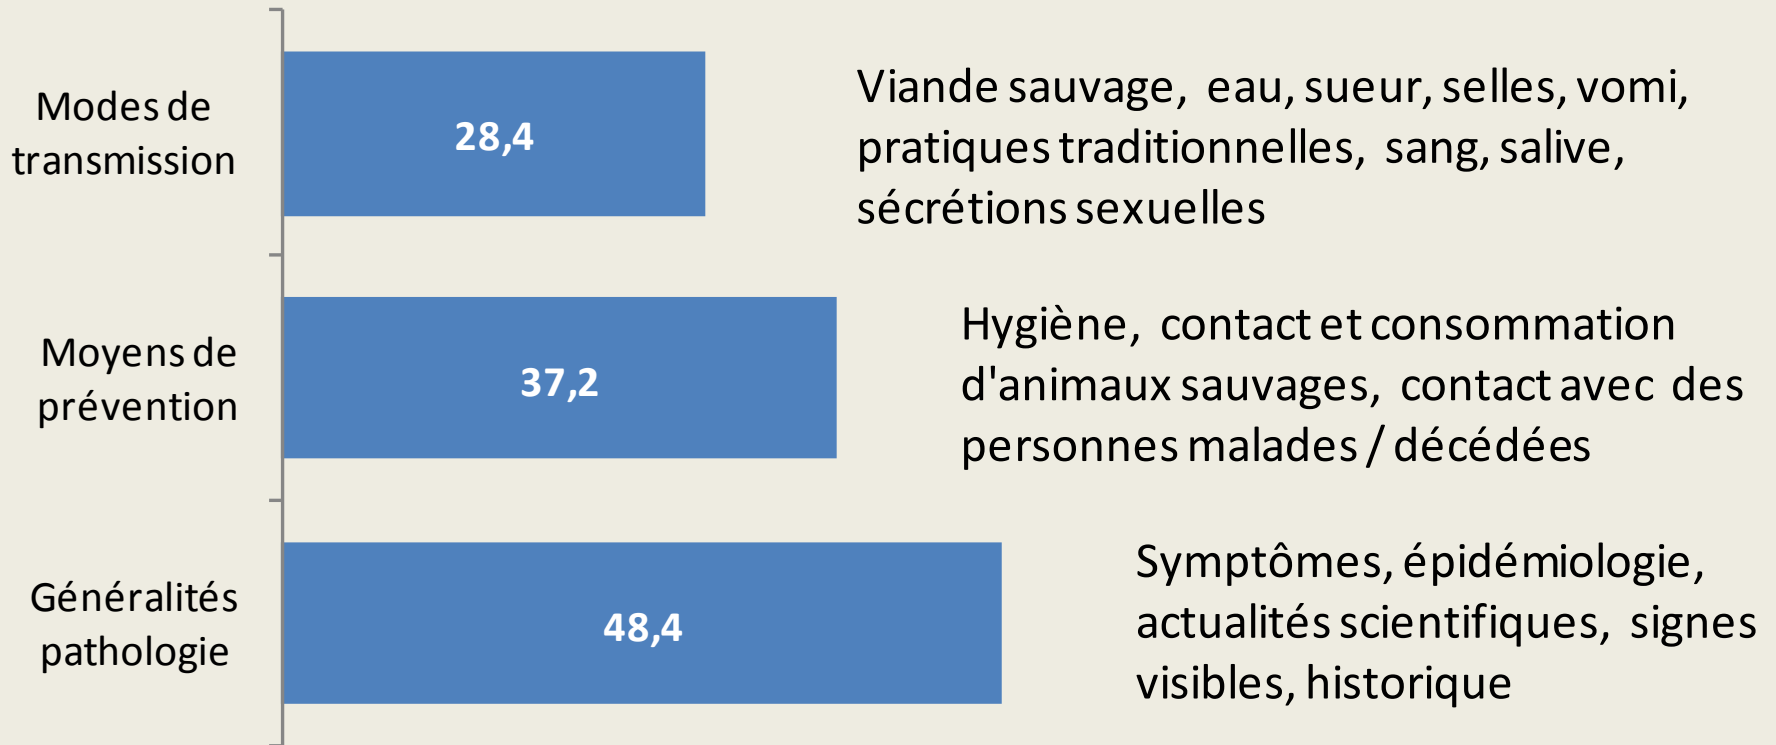 Modes de
transmission
28,4
Viande sauvage, eau, sueur, selles, vomi,
pratiques traditionnelles, sang, salive,
sécrétions sexuelles
Moyens de
prévention
37,2
Hygiène, contact et consommation
d'animaux sauvages, contact avec des
personnes malades / décédées
Généralités
pathologie
48,4
Symptômes, épidémiologie,
actualités scientifiques, signes
visibles, historique